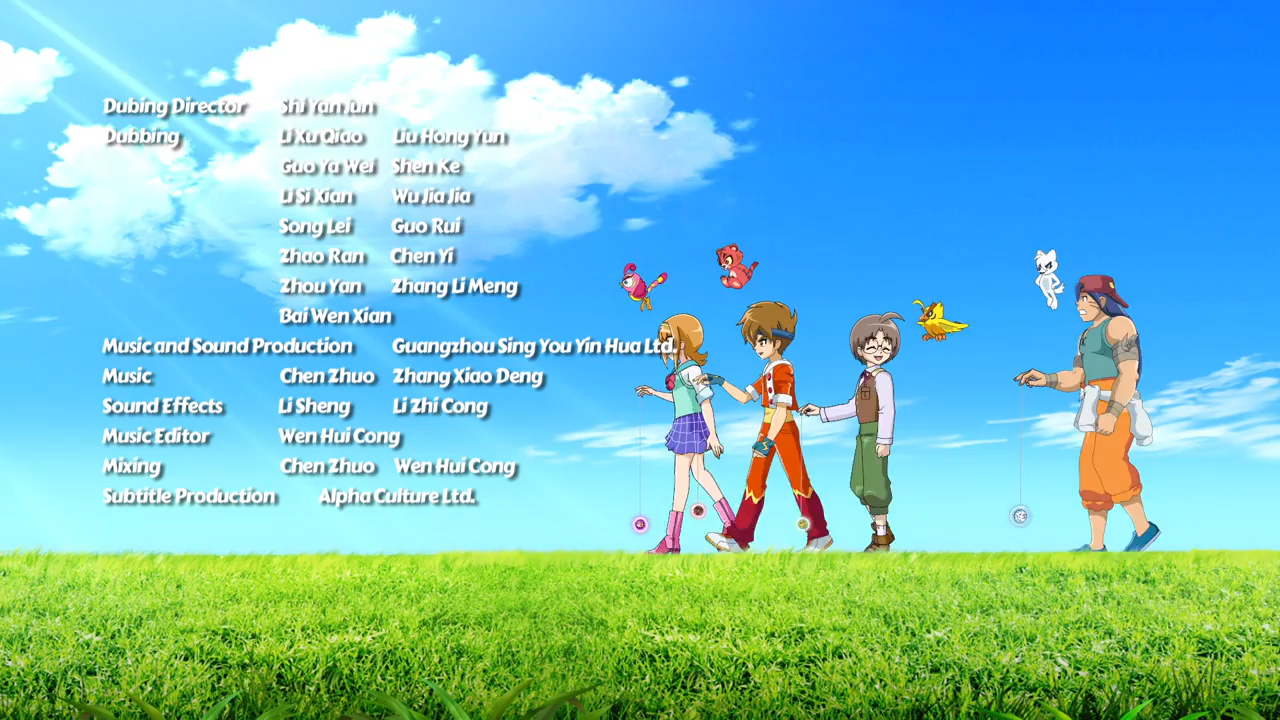 Dubing Director Shi Yan Jun
Dubbing Li Xu Qiao Liu Hong Yun
Guo Ya Wei Shen Ke
Li Si Xian Wu Jia Jia
Song Lei Guo Rui
Zhao Ran Chen Yi
Zhou Yan Zhang Li Meng
Bai Wen Xian
Music and Sound Production Guangzhou Sing You Yin Hua Ltd.
Music Chen Zhuo Zhang Xiao Deng
Sound Effects Li Sheng Li Zhi Cong
Music Editor Wen Hui Cong
Mixing Chen Zhuo Wen Hui Cong
Subtitle Production Alpha Culture Ltd.